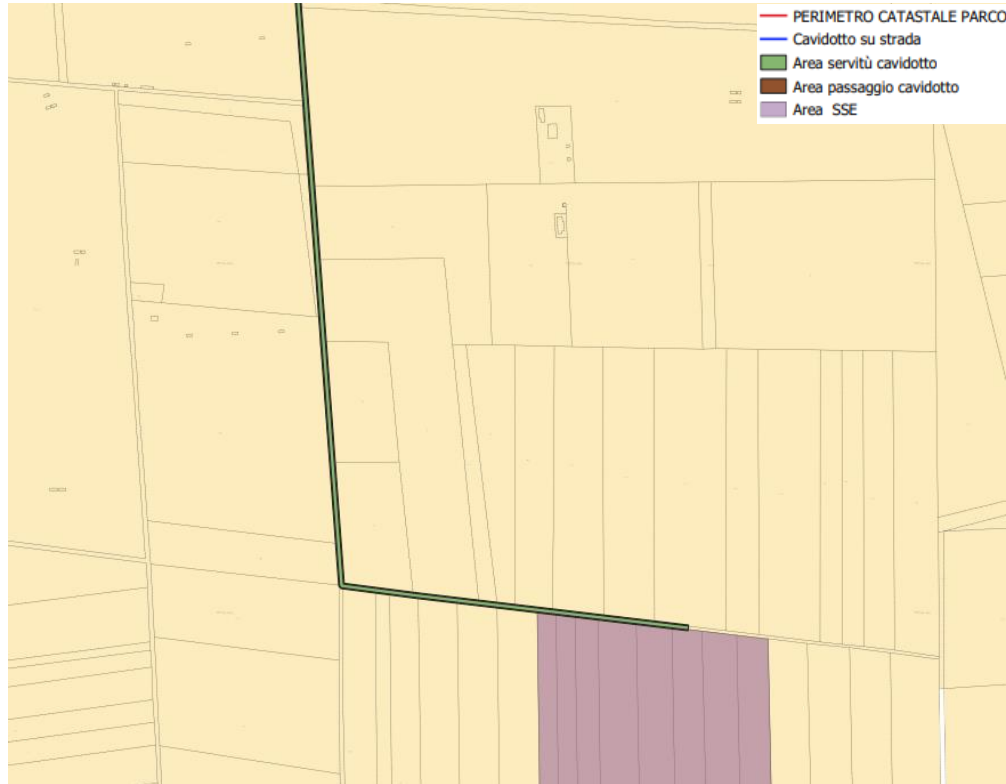 PERIMETRO CATASTALE PARCO
Cavidotto su strada
Area servitù cavidotto
Area passaggio cavidotto
Area SSE